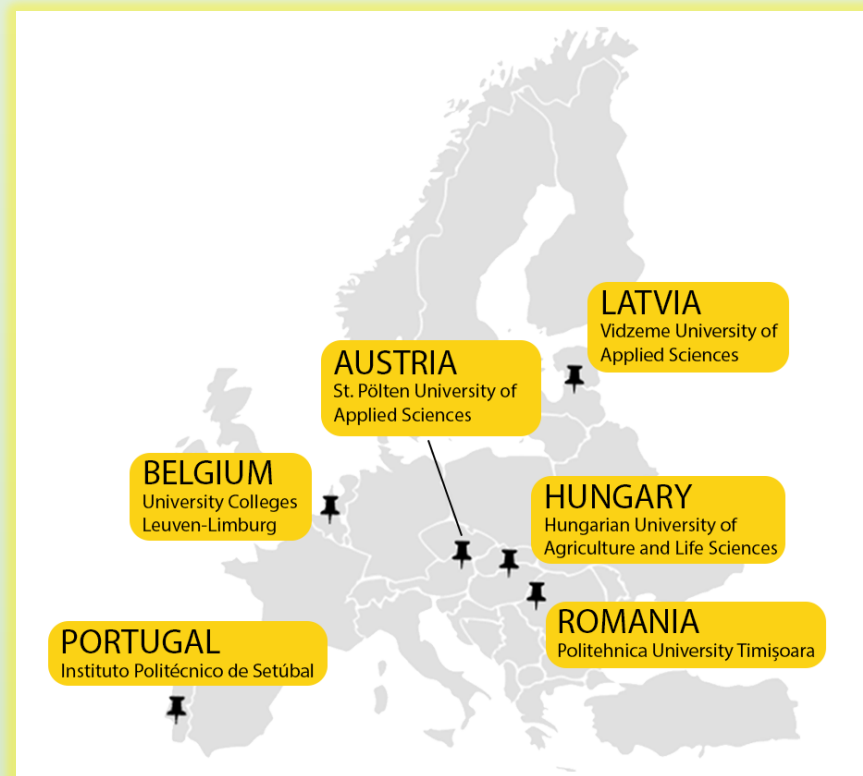 LATVIA
Vidzeme University of
Applied Sciences
AUSTRIA
St. Pölten University of
Applied Sciences
BELGIUM
University Colleges
Leuven-Limburg
HUNGARY
Hungarian University of
Agriculture and Life Sciences
ROMANIA
Politehnica University Timișoara
PORTUGAL
Instituto Politécnico de Setúbal